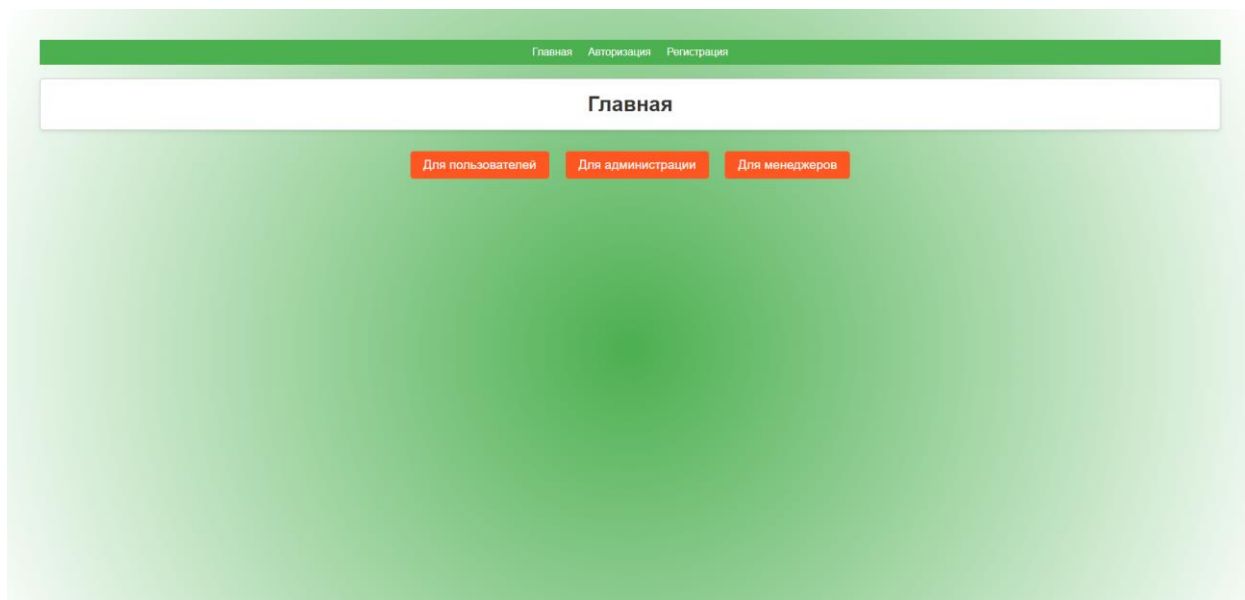 Главная Авторизация Регистрация
Главная
Для пользователей Для администрации Для менеджеров